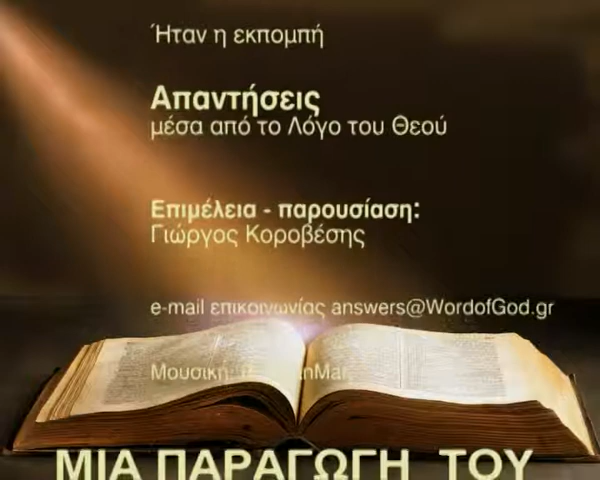 Ήταν η εκπομπή
Απαντήσεις
μέσα από το Λόγο του Θεού
Επιμέλεια - παρουσίαση:
Γιώργος Κοροβέσης
e-mail επικοινωνίας answers@WordofGod.gr
Μουσική:
ΜΙΑ ΠΑΡΑΓΩΓΗ ΤΟΥ